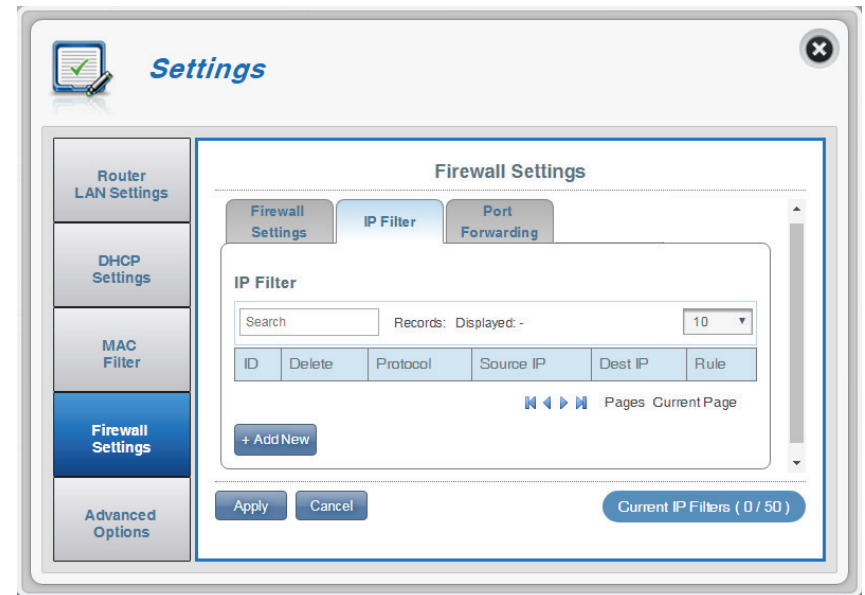 Settings
Router
LAN Settings
DHCP
Settings
MAC
Filter
Firewall
Settings
Advanced
Options
Firewall Settings
Firewall
Settings
IP Filter
Port
Forwarding
IP Filter
Search Records: Displayed: - 10
ID Delete Protocol Source IP Dest IP Rule
Pages Current Page
+ Add New
Apply Cancel Current IP Filters ( 0 / 50 )